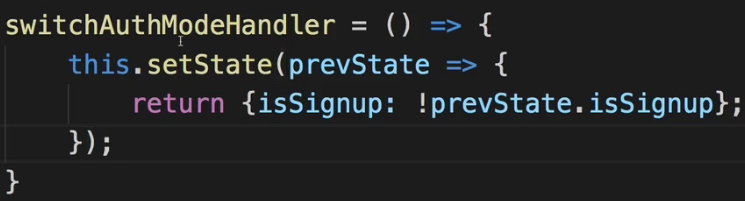 switchAuthModeHandler = () => {
    this.setState(prevState => {
        return {isSignup: !prevState.isSignup};
    });
}